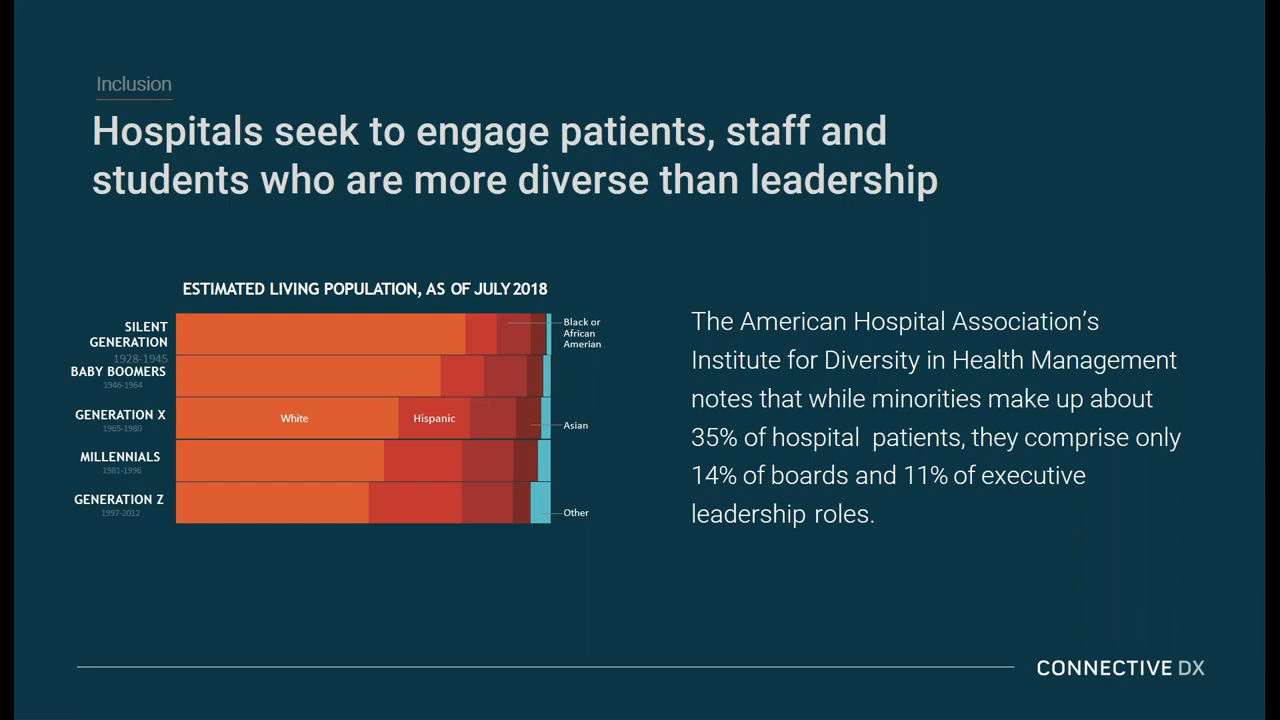 Inclusion
Hospitals seek to engage patients, staff and
students who are more diverse than leadership
ESTIMATED LIVING POPULATION, AS OF JULY 2018
SILENT
GENERATION
1928-1945
BABY BOOMERS
1946-1964
GENERATION X
1965-1980
MILLENNIALS
1981-1996
GENERATION Z
1997-2012
White
Hispanic
Black or
African
Amerian
Asian
Other
The American Hospital Association’s
Institute for Diversity in Health Management
notes that while minorities make up about
35% of hospital patients, they comprise only
14% of boards and 11% of executive
leadership roles.
CONNECTIVE DX